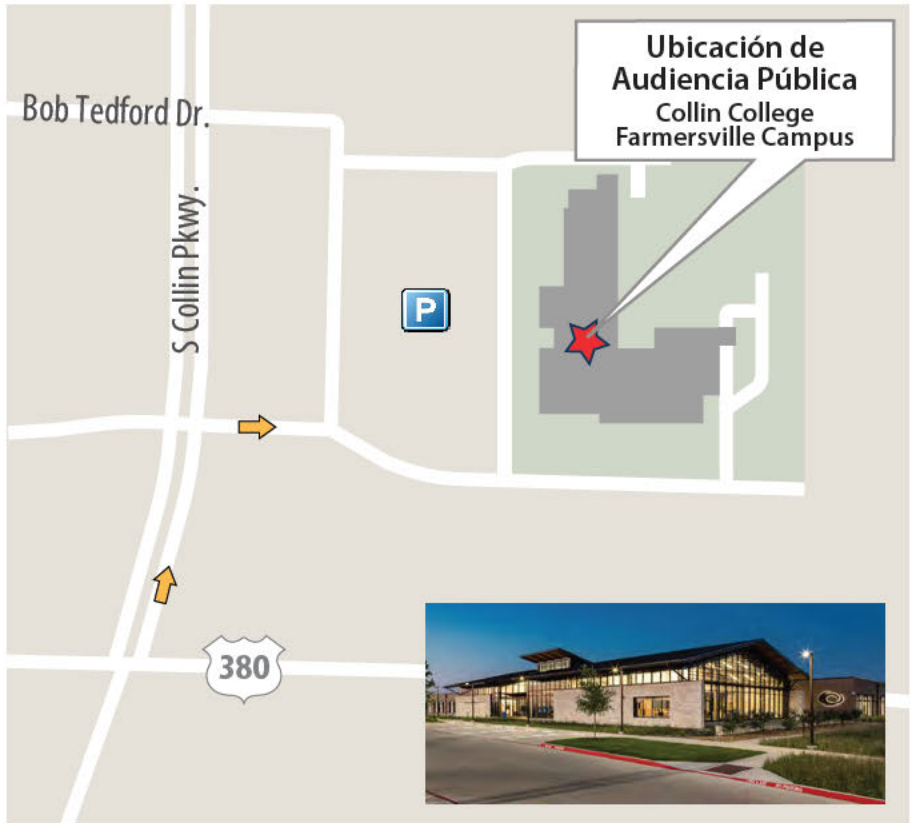 Ubicación de
Audiencia Pública
Collin College
Farmersville Campus
Bob Tedford Dr.
S Collin Pkwy.
P
380